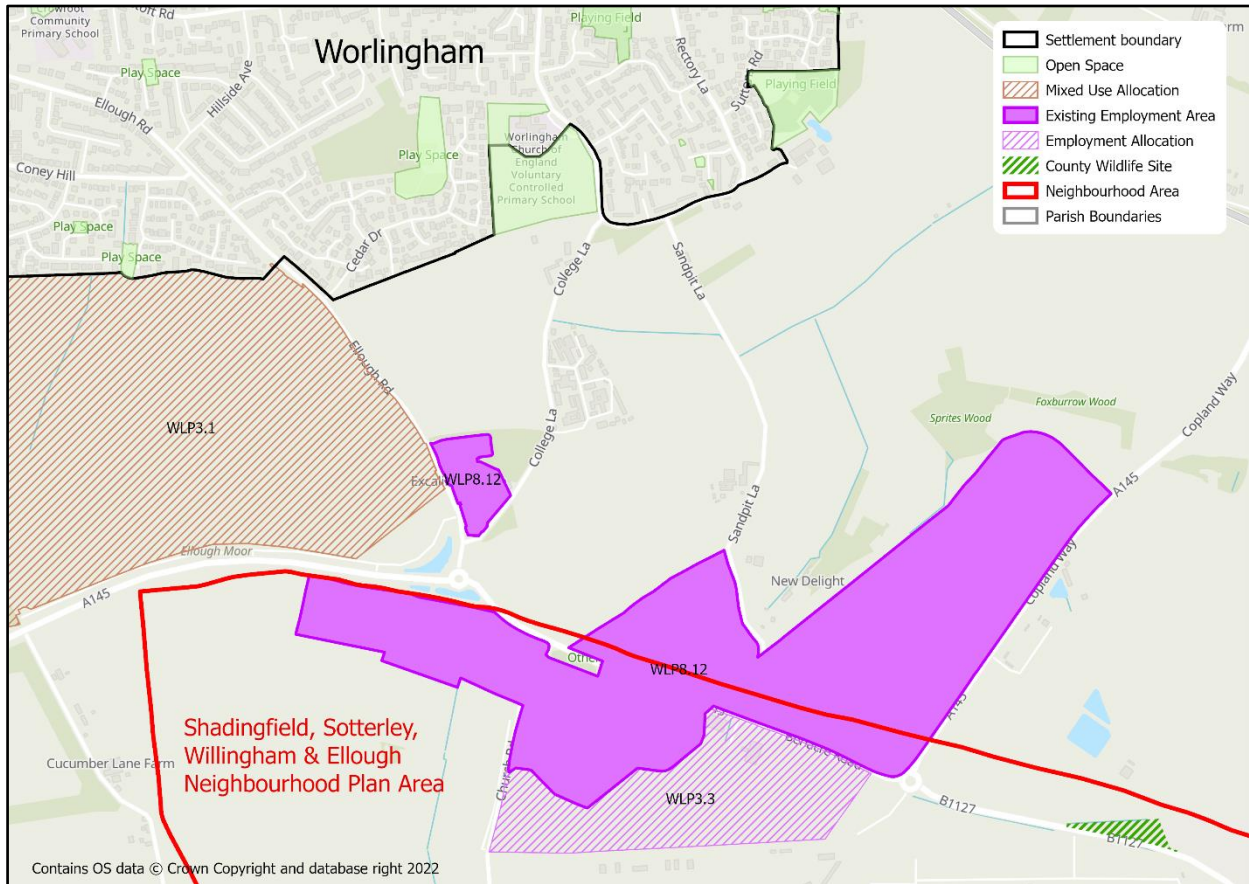 Community
Primary School
Playing Field
Worlingham
Play Space
Ellough Rd
Hillside Ave
Rectory La
Playing Field
Coney Hill
Play Space
Worlingham
Church of
England
Voluntary
Controlled
Primary School
Play Space
Play Space
Cedar Dr
College La
Sandpit La
Ellough Rd
WLP3.1
College La
WLP8.12
Sandpit La
Sprites Wood
Foxburrow Wood
Copland Way
A145
Ellough Moor
A145
New Delight
Copland Way
WLP8.12
A145
Shadingfield, Sotterley,
Willingham & Ellough
Neighbourhood Plan Area
Cucumber Lane Farm
Church Rd
WLP3.3
B1127
B1127
Settlement boundary
Open Space
Mixed Use Allocation
Existing Employment Area
Employment Allocation
County Wildlife Site
Neighbourhood Area
Parish Boundaries
Contains OS data © Crown Copyright and database right 2022